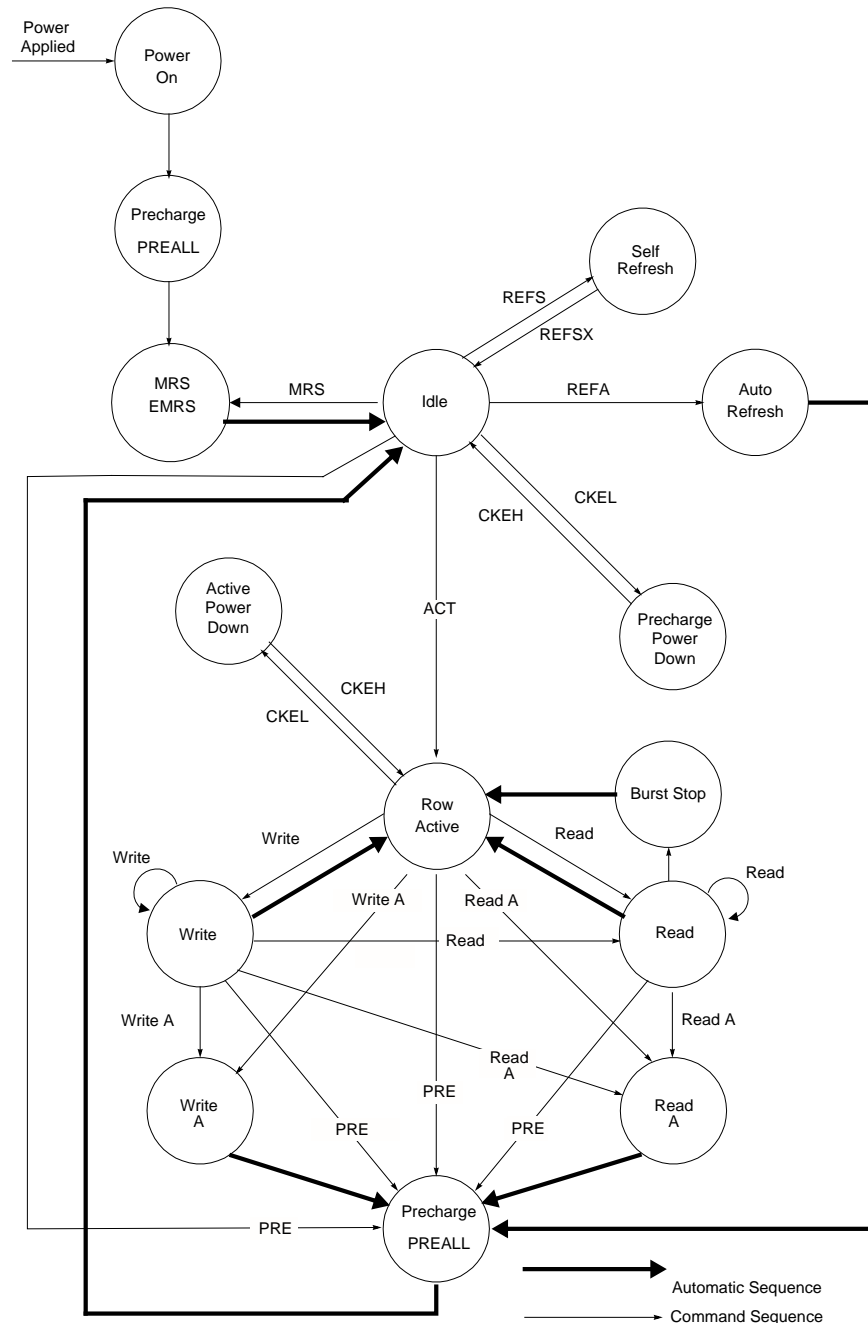 Power
Applied
Power
On
Precharge
PREALL
Self
Refresh
REFS
REFSX
MRS
EMRS
MRS
Idle
REFA
Auto
Refresh
CKEL
CKEH
Active
Power
Down
ACT
Precharge
Power
Down
CKEH
CKEL
Burst Stop
Row
Active
Write
Read
Write
Read
Write A
Read A
Write
Read
Read
Write A
Read A
Read
A
Write
A
PRE
Read
A
PRE
PRE
Precharge
PREALL
PRE
Automatic Sequence
Command Sequence